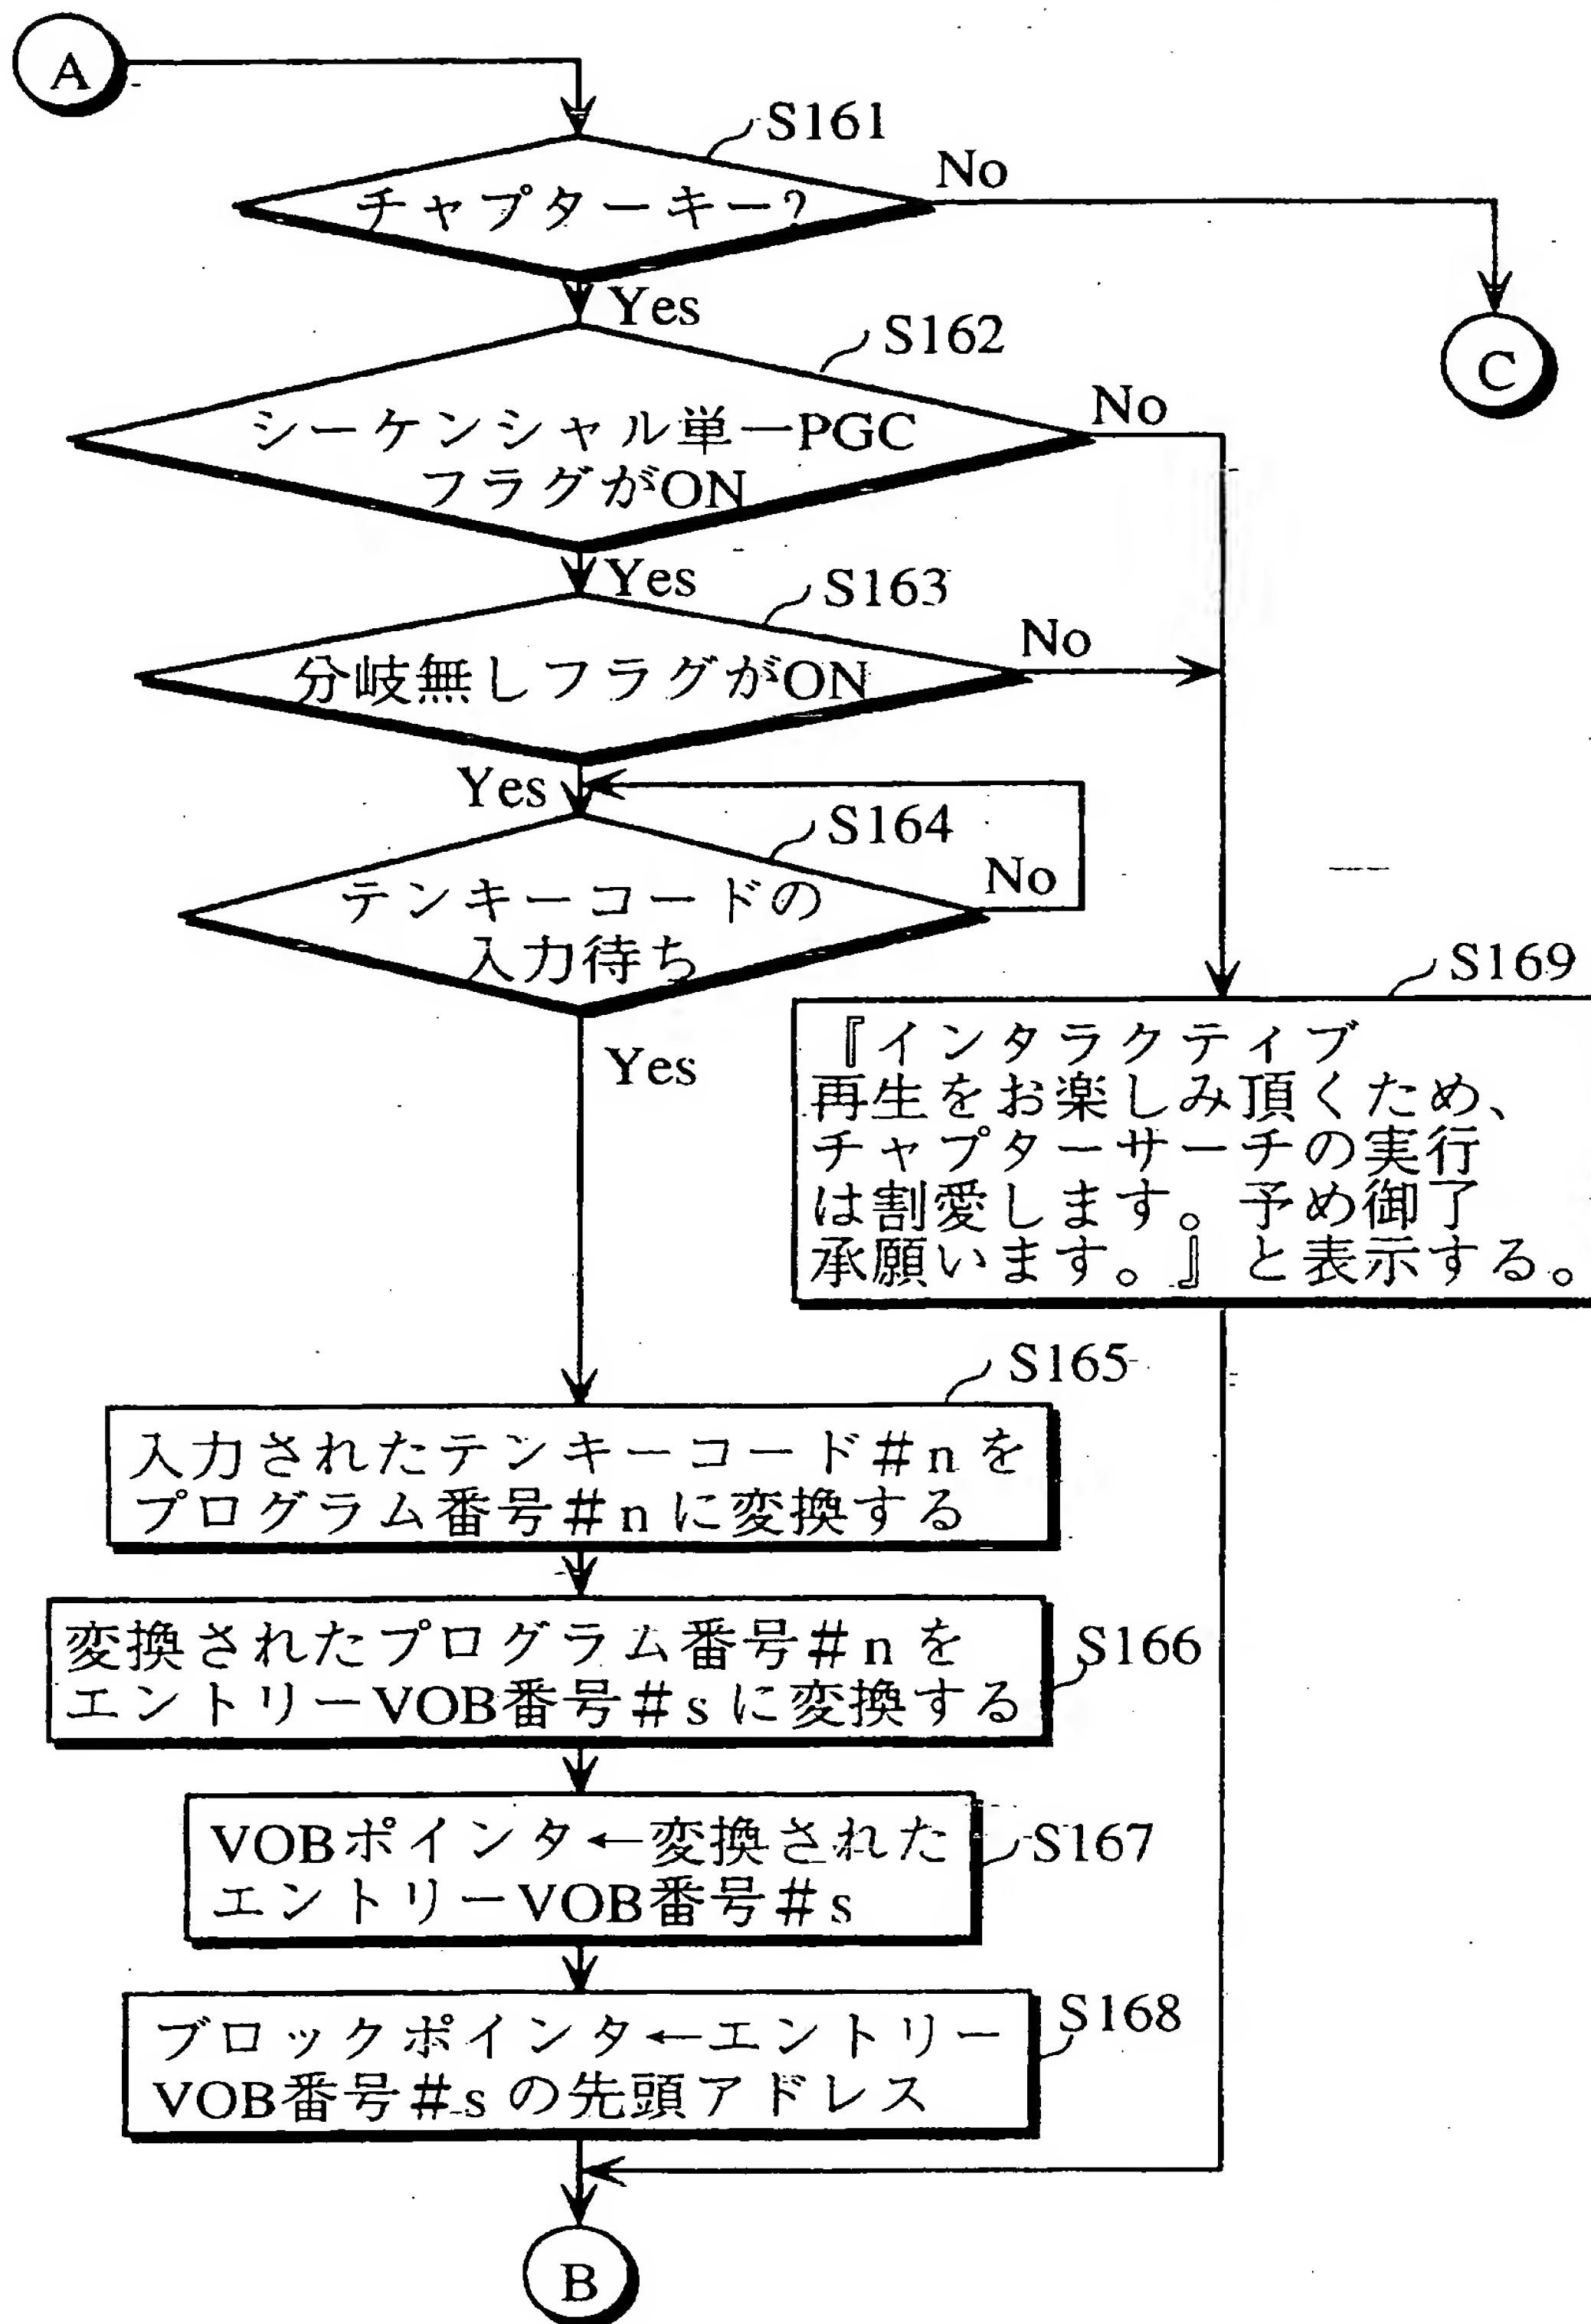 A
S161
チャプターキー?
No
Yes
C
S162
シーケンシャル単一PGC
フラグがON
No
Yes
S163
分岐無しフラグがON
No
Yes
S164
テンキーコードの
入力待ち
No
Yes
S169
『インタラクティブ
再生をお楽しみ頂くため、
チャプターサーチの実行
は割愛します。予め御了
承願います。』と表示する。
S165
入力されたテンキーコード#nを
プログラム番号#nに変換する
変換されたプログラム番号#nを
エントリーVOB番号#sに変換する
S166
VOBポインタ←変換された
エントリーVOB番号#s
S167
ブロックポインタ←エントリー
VOB番号#sの先頭アドレス
S168
B